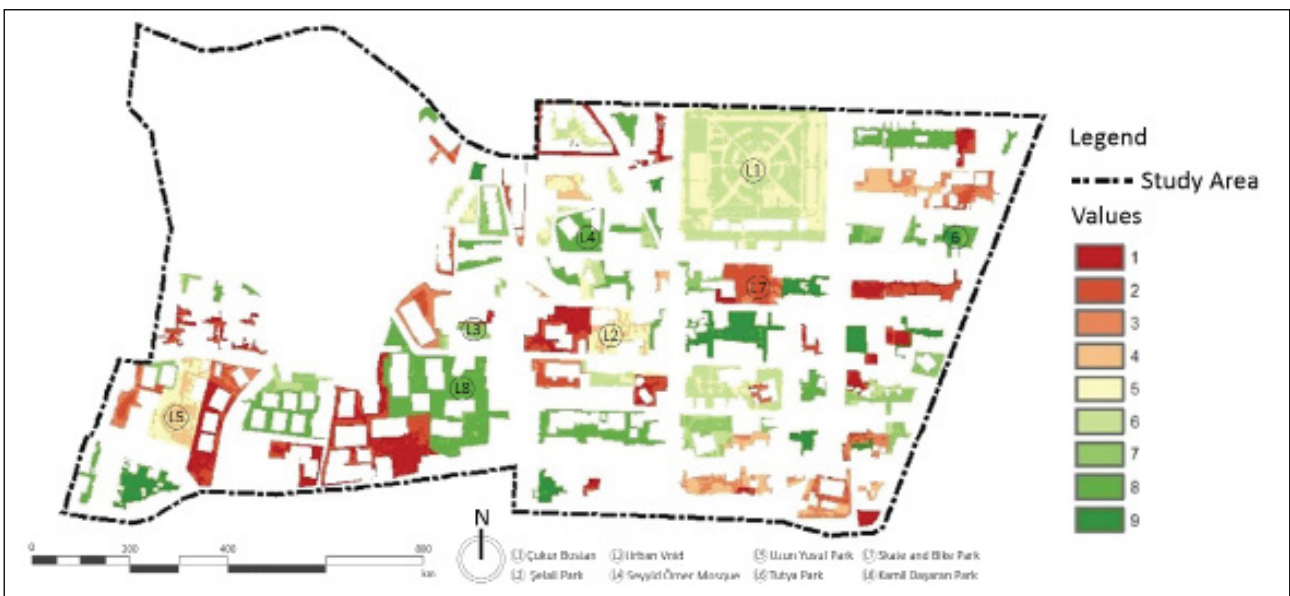 Legend
Study Area
Values
1
2
3
4
5
6
7
8
9
L1
L4
6
L7
L3
L2
L8
L5
N
0 200 400 800
km
L1 Çukur Bostan L3 Urban Void L5 Uzun Yusuf Park L7 Skate and Bike Park
L2 Şelali Park L4 Seyyid Ömer Mosque L6 Tutya Park L8 Kamil